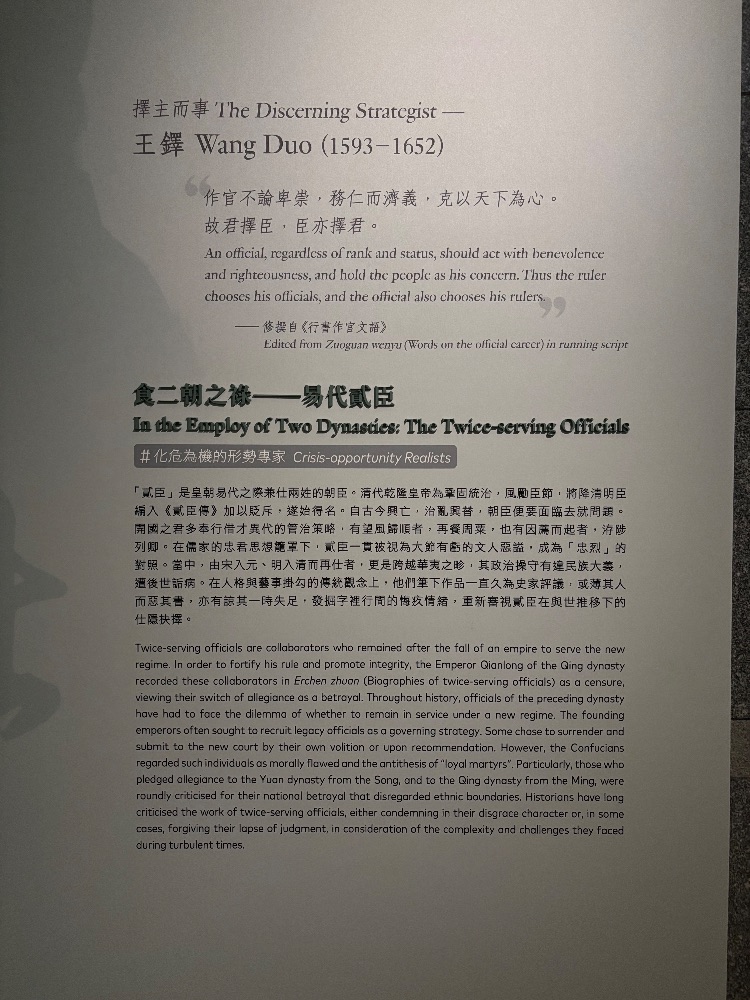 擇主而事 The Discerning Strategist —
王鐸 Wang Duo (1593–1652)
“作官不論卑崇，務仁而濟義，克以天下為心。
故君擇臣，臣亦擇君。
An official, regardless of rank and status, should act with benevolence
and righteousness, and hold the people as his concern. Thus the ruler
chooses his officials, and the official also chooses his rulers.”
—— 修撰自《行書作官文語》
Edited from Zuoguan wenyu (Words on the official career) in running script
食二朝之祿——易代貳臣
In the Employ of Two Dynasties: The Twice-serving Officials
#化危為機的形勢專家 Crisis-opportunity Realists
「貳臣」是皇朝易代之際兼仕兩姓的朝臣。清代乾隆皇帝為鞏固統治，風勵臣節，將降清明臣
編入《貳臣傳》加以貶斥，遂始得名。自古今興亡，治亂興替，朝臣便要面臨去就問題。
開國之君多奉行借才異代的管治策略，有望風歸順者，再餐周粟，也有因薦而起者，洊陟
列卿。在儒家的忠君思想籠罩下，貳臣一貫被視為大節有虧的文人惡謚，成為「忠烈」的
對照。當中，由宋入元、明入清而再仕者，更是跨越華夷之畛，其政治操守有違民族大義，
遭後世詬病。在人格與藝事掛勾的傳統觀念上，他們筆下作品一直久為史家評議，或薄其人
而惡其書，亦有諒其一時失足，發掘字裡行間的悔疚情緒，重新審視貳臣在與世推移下的
仕隱抉擇。
Twice-serving officials are collaborators who remained after the fall of an empire to serve the new
regime. In order to fortify his rule and promote integrity, the Emperor Qianlong of the Qing dynasty
recorded these collaborators in Erchen zhuan (Biographies of twice-serving officials) as a censure,
viewing their switch of allegiance as a betrayal. Throughout history, officials of the preceding dynasty
have had to face the dilemma of whether to remain in service under a new regime. The founding
emperors often sought to recruit legacy officials as a governing strategy. Some chose to surrender and
submit to the new court by their own volition or upon recommendation. However, the Confucians
regarded such individuals as morally flawed and the antithesis of “loyal martyrs”. Particularly, those who
pledged allegiance to the Yuan dynasty from the Song, and to the Qing dynasty from the Ming, were
roundly criticised for their national betrayal that disregarded ethnic boundaries. Historians have long
criticised the work of twice-serving officials, either condemning in their disgrace character or, in some
cases, forgiving their lapse of judgment, in consideration of the complexity and challenges they faced
during turbulent times.